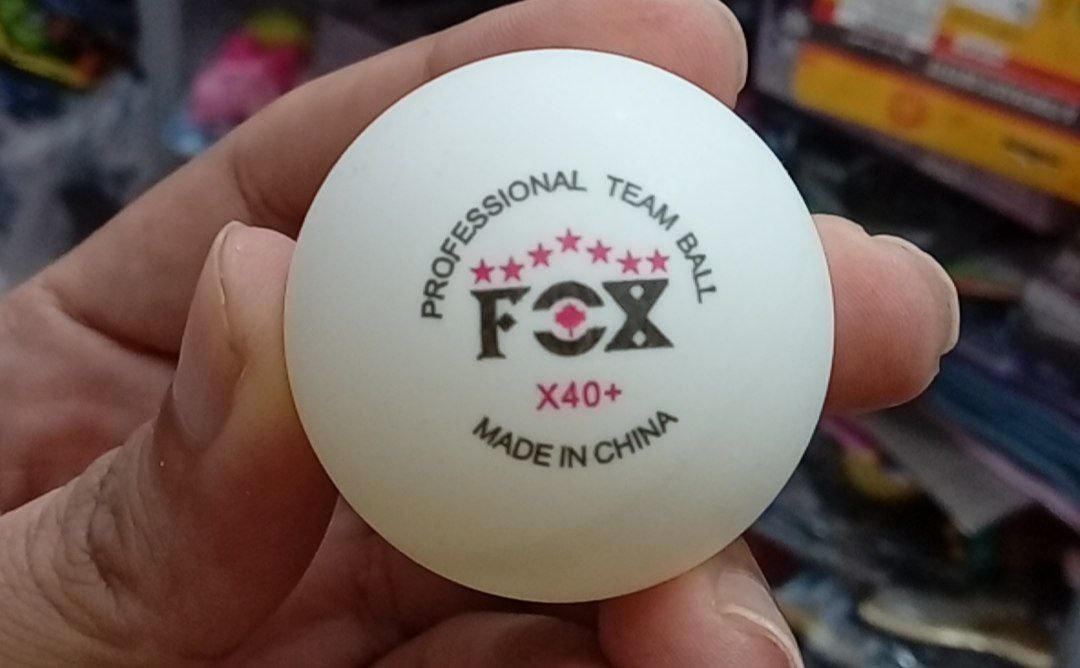 PROFESSIONAL TEAM BALL
FOX
X40+
MADE IN CHINA